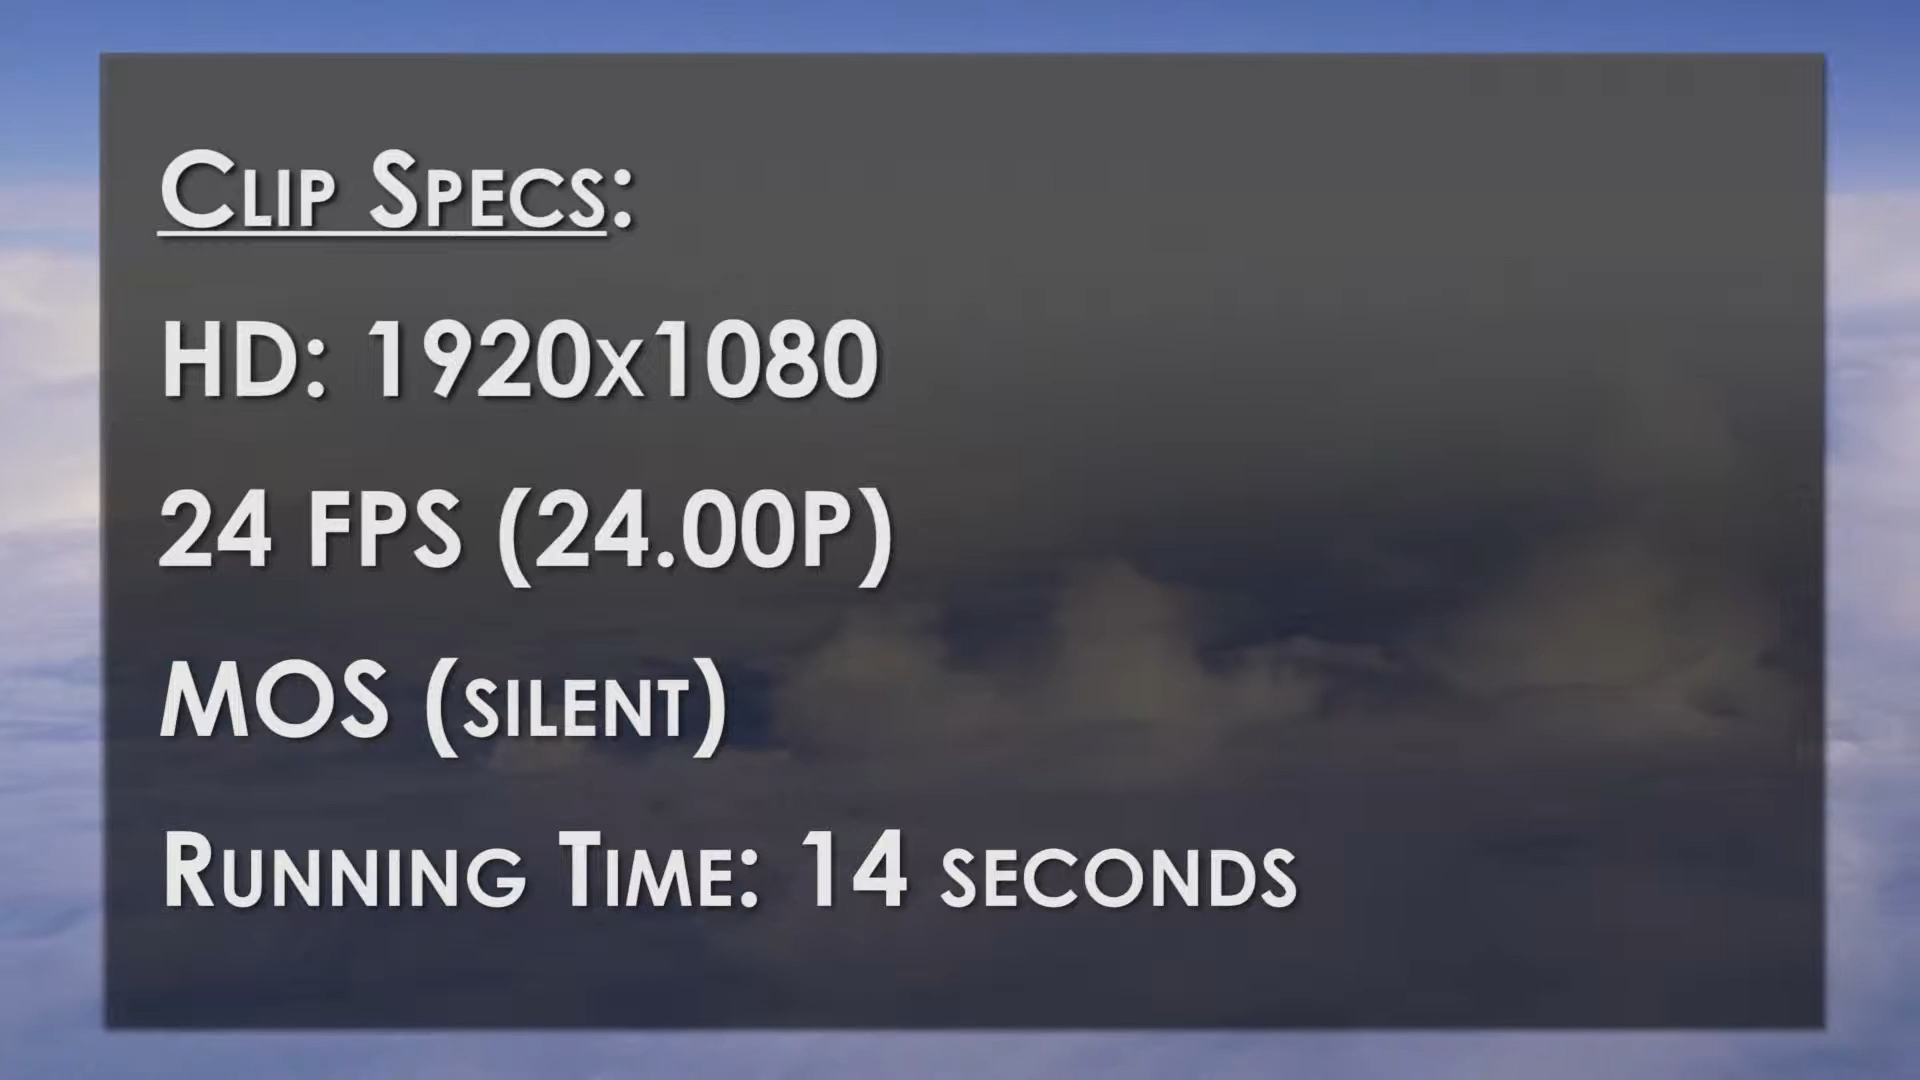 Clip Specs:
HD: 1920x1080
24 FPS (24.00P)
MOS (silent)
Running Time: 14 seconds